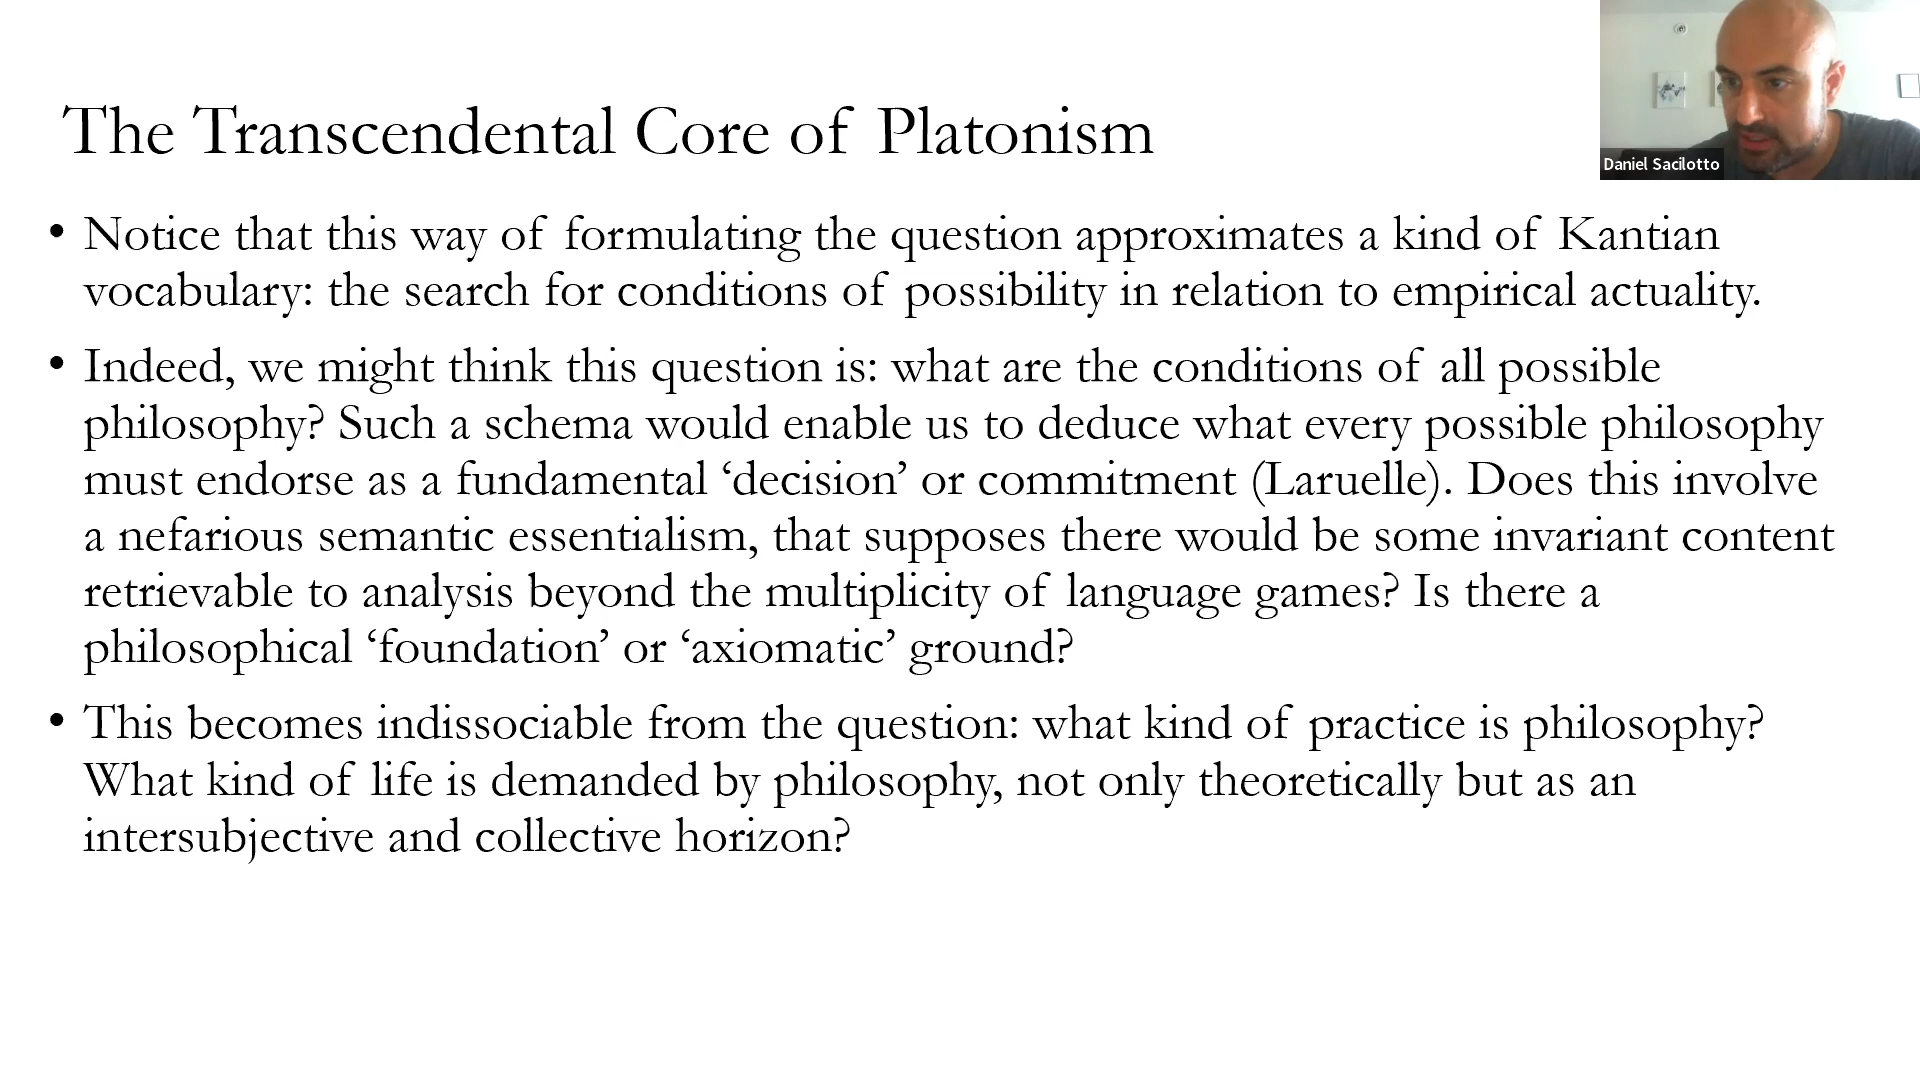 The Transcendental Core of Platonism
Daniel Sacilotto
• Notice that this way of formulating the question approximates a kind of Kantian
vocabulary: the search for conditions of possibility in relation to empirical actuality.
• Indeed, we might think this question is: what are the conditions of all possible
philosophy? Such a schema would enable us to deduce what every possible philosophy
must endorse as a fundamental ‘decision’ or commitment (Laruelle). Does this involve
a nefarious semantic essentialism, that supposes there would be some invariant content
retrievable to analysis beyond the multiplicity of language games? Is there a
philosophical ‘foundation’ or ‘axiomatic’ ground?
• This becomes indissociable from the question: what kind of practice is philosophy?
What kind of life is demanded by philosophy, not only theoretically but as an
intersubjective and collective horizon?